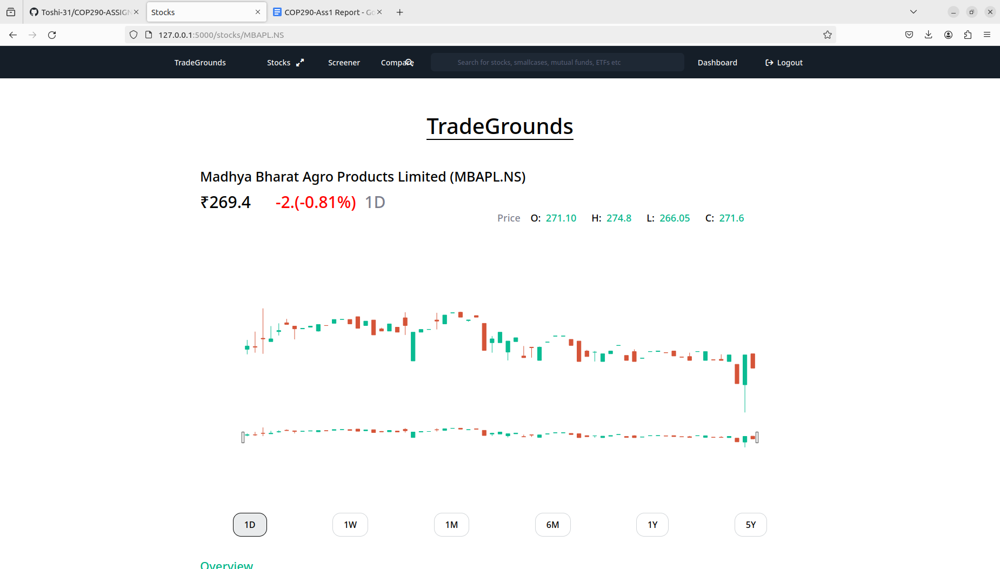 Toshi-31/COP290-ASSIGN
Stocks
COP290-Ass1 Report - Go
127.0.0.1:5000/stocks/MBAPL.NS
TradeGrounds Stocks Screener Compare Search for stocks, smallcases, mutual funds, ETFs etc Dashboard Logout
TradeGrounds
Madhya Bharat Agro Products Limited (MBAPL.NS)
₹269.4 -2.(-0.81%) 1D
Price O: 271.10 H: 274.8 L: 266.05 C: 271.6
1D 1W 1M 6M 1Y 5Y
Overview